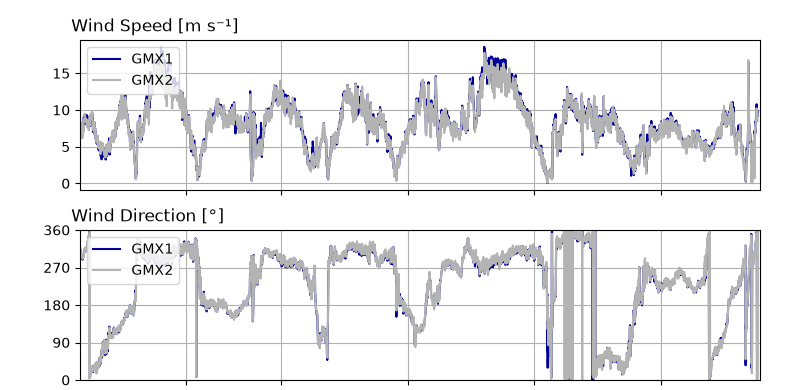 Wind Speed [m s⁻¹]
GMX1
GMX2
15
10
5
0
Wind Direction [°]
360
GMX1
GMX2
270
180
90
0